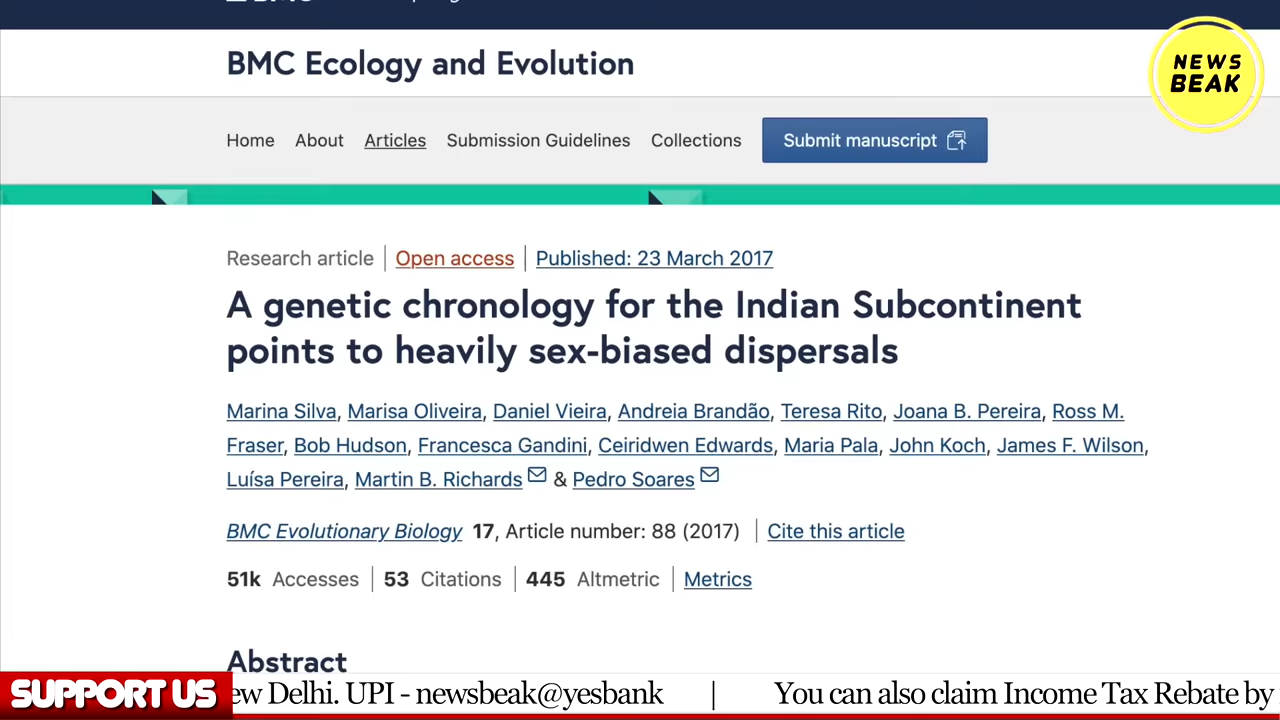 BMC Ecology and Evolution
NEWS
BEAK
Home About Articles Submission Guidelines Collections Submit manuscript
Research article | Open access | Published: 23 March 2017
A genetic chronology for the Indian Subcontinent
points to heavily sex-biased dispersals
Marina Silva, Marisa Oliveira, Daniel Vieira, Andreia Brandão, Teresa Rito, Joana B. Pereira, Ross M.
Fraser, Bob Hudson, Francesca Gandini, Ceiridwen Edwards, Maria Pala, John Koch, James F. Wilson,
Luísa Pereira, Martin B. Richards & Pedro Soares
BMC Evolutionary Biology 17, Article number: 88 (2017) | Cite this article
51k Accesses | 53 Citations | 445 Altmetric | Metrics
Abstract
SUPPORT US ew Delhi. UPI - newsbeak@yesbank | You can also claim Income Tax Rebate by